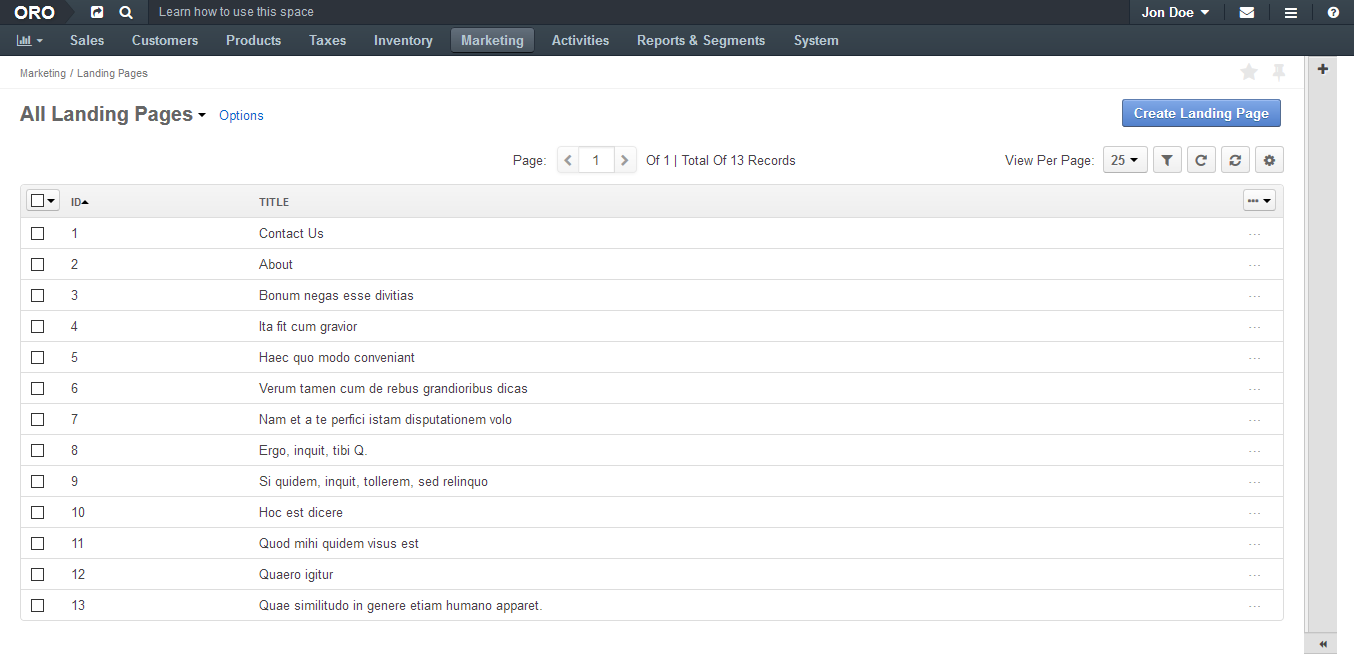 ORO Learn how to use this space Jon Doe
Sales Customers Products Taxes Inventory Marketing Activities Reports & Segments System
Marketing / Landing Pages
All Landing Pages Options Create Landing Page
Page: 1 Of 1 | Total Of 13 Records View Per Page: 25
ID TITLE
1 Contact Us
2 About
3 Bonum negas esse divitias
4 Ita fit cum gravior
5 Haec quo modo conveniant
6 Verum tamen cum de rebus grandioribus dicas
7 Nam et a te perfici istam disputationem volo
8 Ergo, inquit, tibi Q.
9 Si quidem, inquit, tollerem, sed relinquo
10 Hoc est dicere
11 Quod mihi quidem visus est
12 Quaero igitur
13 Quae similitudo in genere etiam humano apparet.